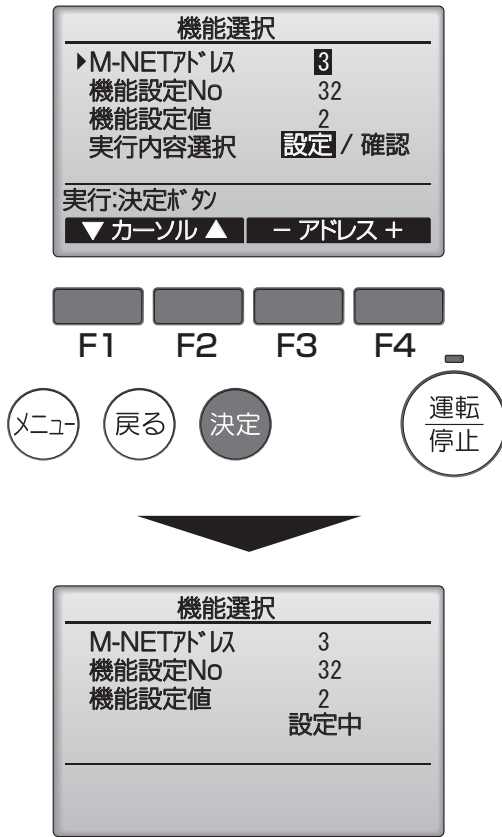 機能選択
▶M-NETアドレス 3
機能設定No 32
機能設定値 2
実行内容選択 設定 / 確認
実行:決定ボタン
▼ カーソル ▲ − アドレス +
F1 F2 F3 F4
メニュー 戻る 決定 運転
停止
機能選択
M-NETアドレス 3
機能設定No 32
機能設定値 2
設定中